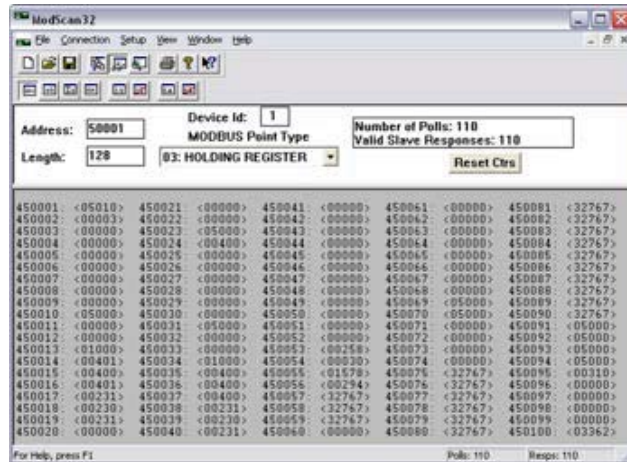 ModScan32
File Connection Setup View Window Help
Address: 50001
Device Id: 1
MODBUS Point Type
Number of Polls: 110
Valid Slave Responses: 110
Length: 128
03: HOLDING REGISTER
Reset Ctrs
450001: <05010> 450021: <00000> 450041: <00000> 450061: <00000> 450081: <32767>
450002: <00003> 450022: <00000> 450042: <00000> 450062: <00000> 450082: <32767>
450003: <00000> 450023: <05000> 450043: <00000> 450063: <00000> 450083: <32767>
450004: <00000> 450024: <00400> 450044: <00000> 450064: <00000> 450084: <32767>
450005: <00000> 450025: <00000> 450045: <00000> 450065: <00000> 450085: <32767>
450006: <00000> 450026: <00000> 450046: <00000> 450066: <00000> 450086: <32767>
450007: <00000> 450027: <00000> 450047: <00000> 450067: <00000> 450087: <32767>
450008: <00000> 450028: <00000> 450048: <00000> 450068: <00000> 450088: <32767>
450009: <00000> 450029: <00000> 450049: <00000> 450069: <05000> 450089: <32767>
450010: <05000> 450030: <00000> 450050: <00000> 450070: <05000> 450090: <32767>
450011: <00000> 450031: <05000> 450051: <00000> 450071: <00000> 450091: <05000>
450012: <00000> 450032: <00000> 450052: <00000> 450072: <00000> 450092: <05000>
450013: <01000> 450033: <00000> 450053: <00258> 450073: <00000> 450093: <05000>
450014: <00401> 450034: <01000> 450054: <00030> 450074: <00000> 450094: <05000>
450015: <00400> 450035: <00400> 450055: <01570> 450075: <32767> 450095: <00310>
450016: <00401> 450036: <00400> 450056: <00294> 450076: <32767> 450096: <00000>
450017: <00231> 450037: <00400> 450057: <32767> 450077: <32767> 450097: <00000>
450018: <00230> 450038: <00231> 450058: <32767> 450078: <32767> 450098: <00000>
450019: <00231> 450039: <00230> 450059: <32767> 450079: <32767> 450099: <00000>
450020: <00000> 450040: <00231> 450060: <00000> 450080: <32767> 450100: <03362>
For Help, press F1
Polls: 110
Resps: 110